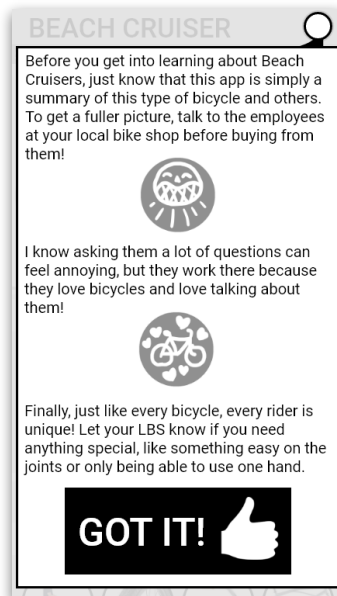 BEACH CRUISER
Before you get into learning about Beach
Cruisers, just know that this app is simply a
summary of this type of bicycle and others.
To get a fuller picture, talk to the employees
at your local bike shop before buying from
them!
I know asking them a lot of questions can
feel annoying, but they work there because
they love bicycles and love talking about
them!
Finally, just like every bicycle, every rider is
unique! Let your LBS know if you need
anything special, like something easy on the
joints or only being able to use one hand.
GOT IT!